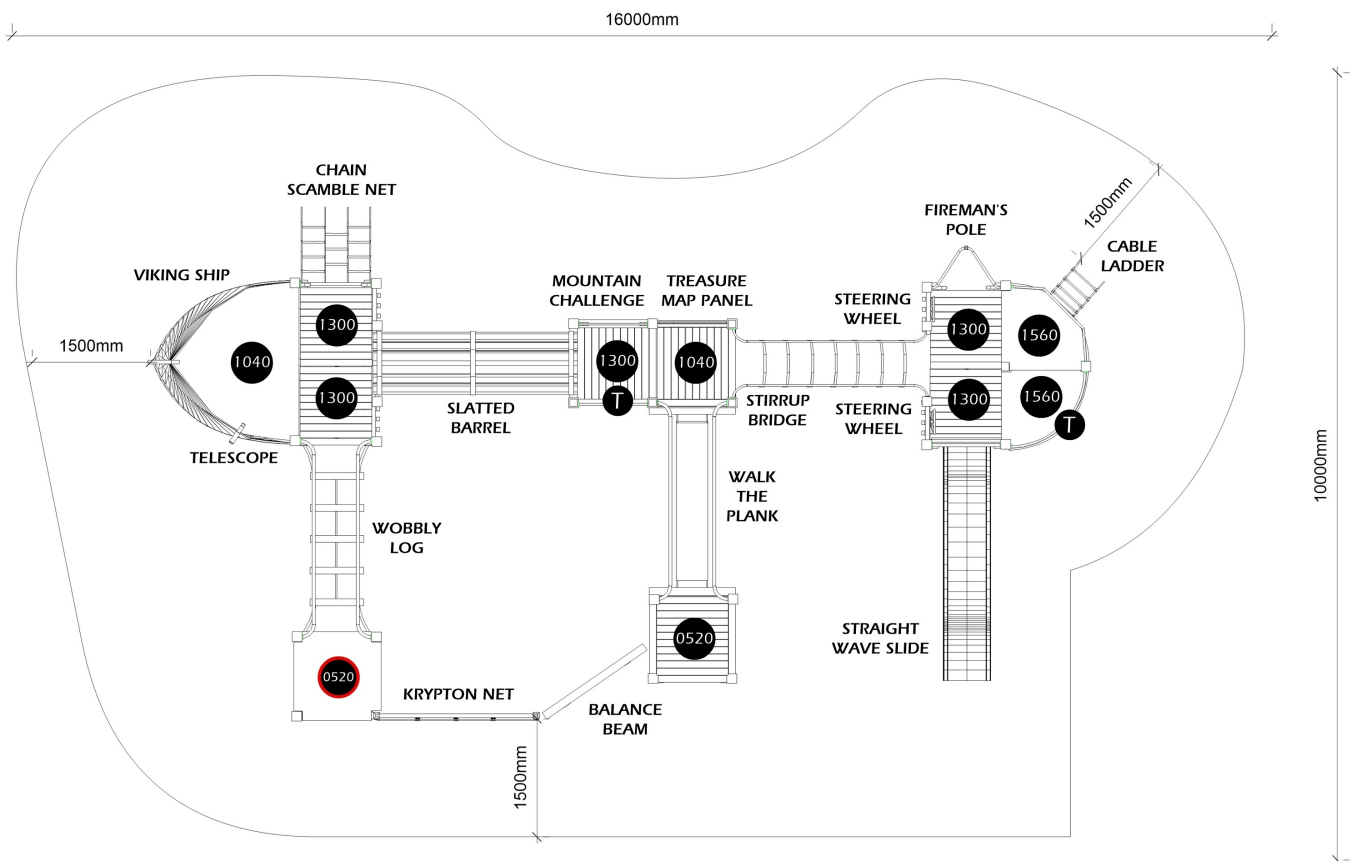 16000mm
CHAIN
SCAMBLE NET
1500mm
FIREMAN'S
POLE
CABLE
LADDER
VIKING SHIP
MOUNTAIN
CHALLENGE
TREASURE
MAP PANEL
STEERING
WHEEL
1300
1300
1560
1500mm
1040
1300
1040
1300
1300
1560
T
T
SLATTED
BARREL
STIRRUP
BRIDGE
STEERING
WHEEL
TELESCOPE
10000mm
WALK
THE
PLANK
WOBBLY
LOG
0520
STRAIGHT
WAVE SLIDE
0520
KRYPTON NET
BALANCE
BEAM
1500mm